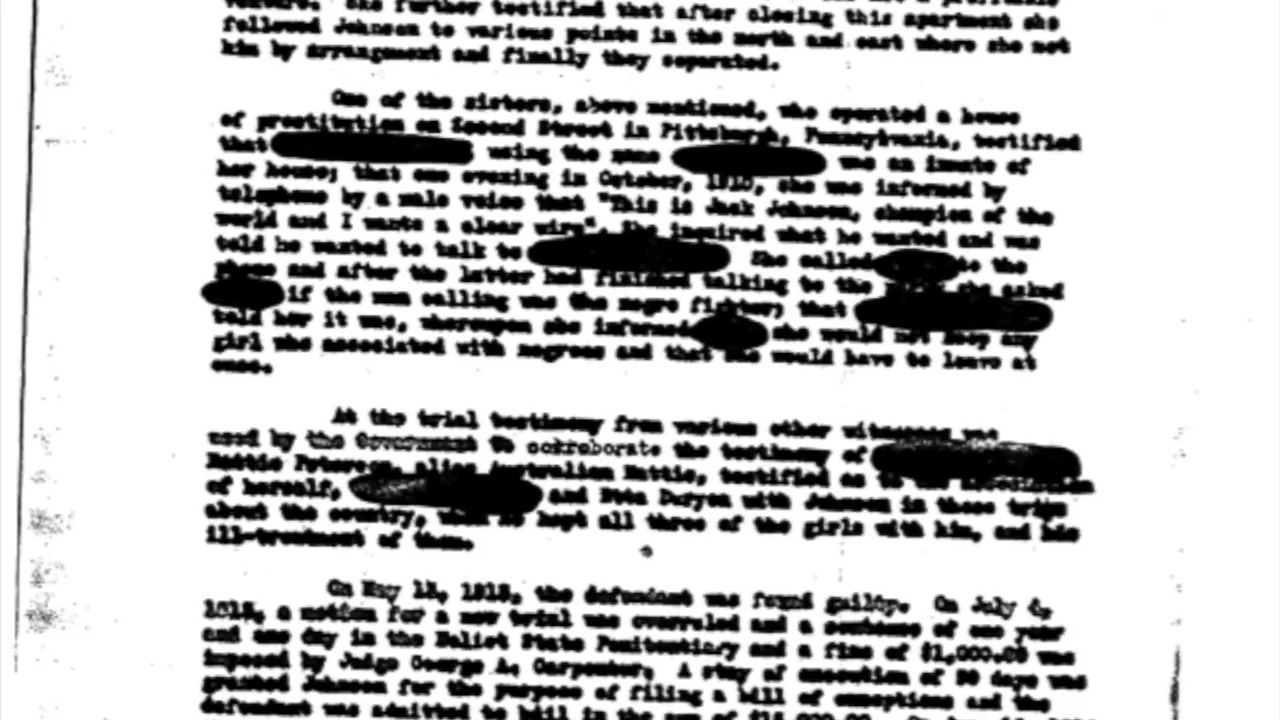 venture. She further testified that after closing this apartment she
followed Johnson to various points in the north and east where she met
him by arrangement and finally they separated.
One of the sisters, above mentioned, who operated a house
of prostitution on Second Street in Pittsburgh, Pennsylvania, testified
that using the name was an inmate of
her house; that one evening in October, 1910, she was informed by
telephone by a male voice that "This is Jack Johnson, champion of the
world and I want a clear wire". She inquired what he wanted and was
told he wanted to talk to She called to the
phone and after the latter had finished talking to the she asked
if the man calling was the negro fighter; that
told her it was, whereupon she informed she would not keep any
girl who associated with negroes and that she would have to leave at
once.
At the trial testimony from various other witnesses was
used by the Government to corroborate the testimony of
Hattie Peterson, alias Australian Hattie, testified as to the association
of herself, and Etta Duryea with Johnson in these trips
about the country, when he kept all three of the girls with him, and his
ill-treatment of them.
On May 13, 1913, the defendant was found guilty. On July 4,
1913, a motion for a new trial was overruled and a sentence of one year
and one day in the Joliet State Penitentiary and a fine of $1,000.00 was
imposed by Judge George A. Carpenter. A stay of execution of days was
granted Johnson for the purpose of filing a bill of exceptions and the
defendant was admitted to bail in the sum of